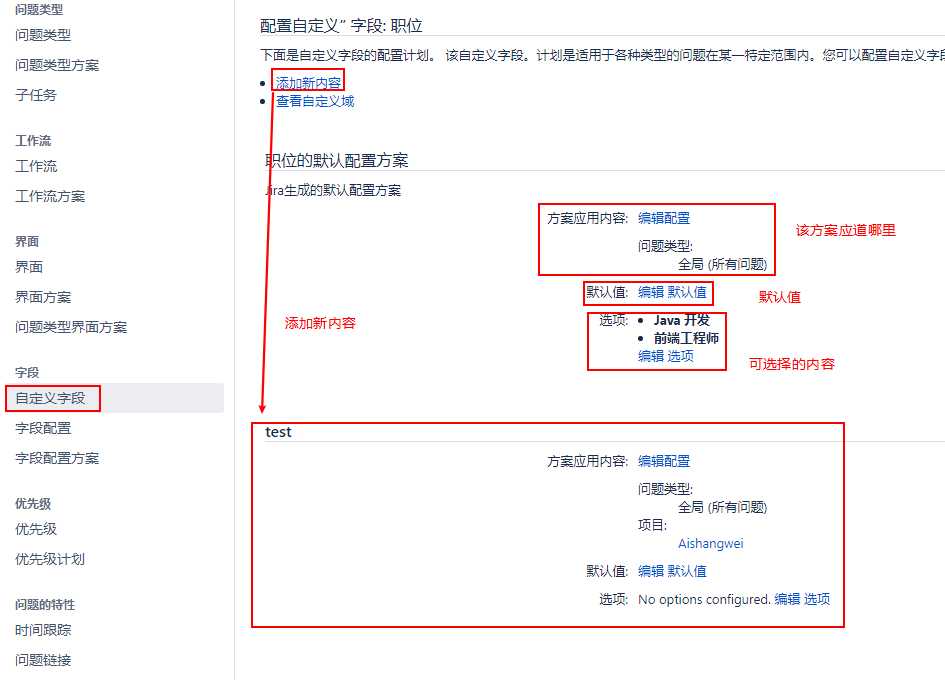 问题类型
问题类型
问题类型方案
子任务
工作流
工作流
工作流方案
界面
界面
界面方案
问题类型界面方案
字段
自定义字段
字段配置
字段配置方案
优先级
优先级
优先级计划
问题的特性
时间跟踪
问题链接
配置自定义” 字段: 职位
下面是自定义字段的配置计划。 该自定义字段。计划是适用于各种类型的问题在某一特定范围内。您可以配置自定义字段
添加新内容
查看自定义域
职位的默认配置方案
Jira生成的默认配置方案
方案应用内容: 编辑配置
问题类型:
全局 (所有问题)
该方案应道哪里
默认值: 编辑 默认值
默认值
选项: • Java 开发
• 前端工程师
编辑 选项
可选择的内容
添加新内容
test
方案应用内容: 编辑配置
问题类型:
全局 (所有问题)
项目:
Aishangwei
默认值: 编辑 默认值
选项: No options configured. 编辑 选项